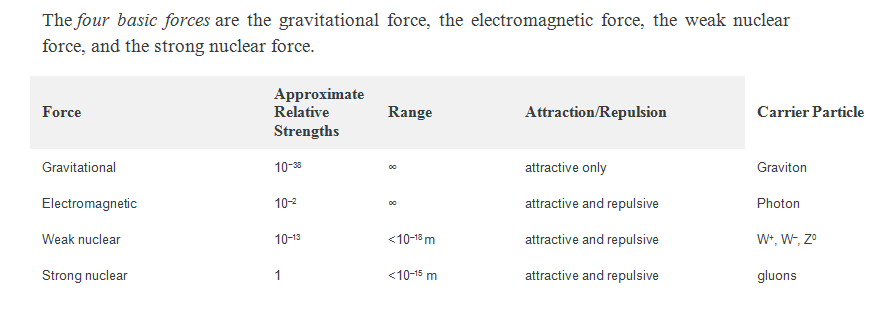 The four basic forces are the gravitational force, the electromagnetic force, the weak nuclear
force, and the strong nuclear force.
Force Approximate Relative Strengths Range Attraction/Repulsion Carrier Particle
Gravitational 10⁻³⁸ ∞ attractive only Graviton
Electromagnetic 10⁻² ∞ attractive and repulsive Photon
Weak nuclear 10⁻¹³ <10⁻¹⁸ m attractive and repulsive W⁺, W⁻, Z⁰
Strong nuclear 1 <10⁻¹⁵ m attractive and repulsive gluons